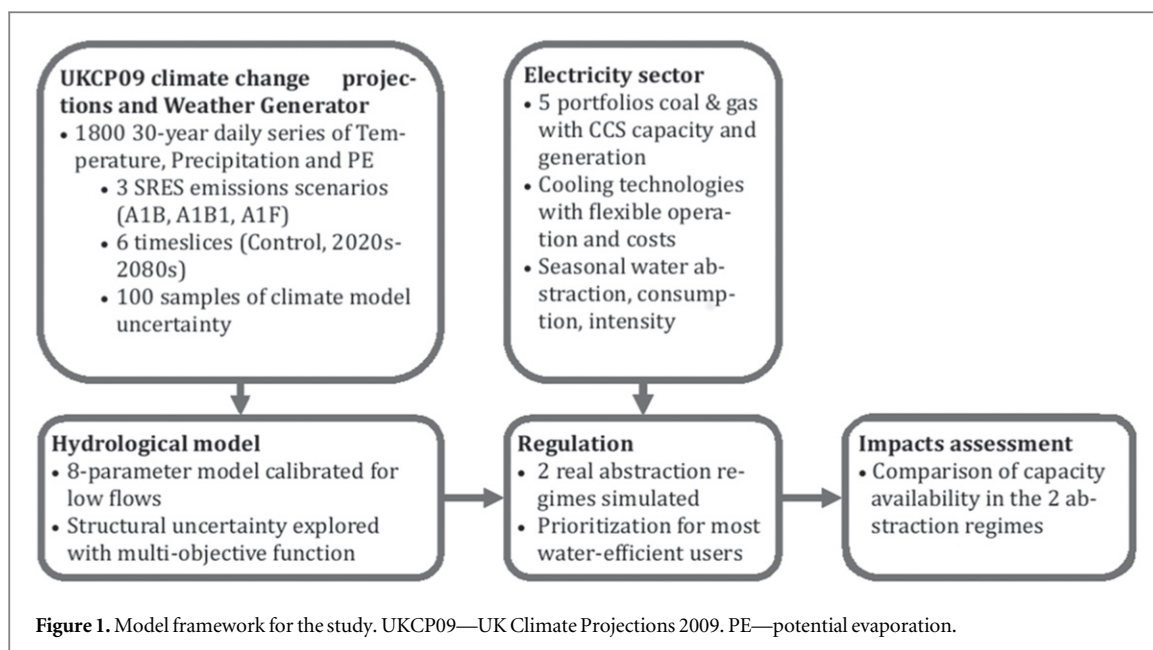 UKCP09 climate change projec-
tions and Weather Generator
• 1800 30-year daily series of Tem-
perature, Precipitation and PE
• 3 SRES emissions scenarios
(A1B, A1B1, A1F)
• 6 timeslices (Control, 2020s-
2080s)
• 100 samples of climate model
uncertainty
Electricity sector
• 5 portfolios coal & gas
with CCS capacity and
generation
• Cooling technologies
with flexible opera-
tion and costs
• Seasonal water ab-
straction, consump-
tion, intensity
Hydrological model
• 8-parameter model calibrated for
low flows
• Structural uncertainty explored
with multi-objective function
Regulation
• 2 real abstraction re-
gimes simulated
• Prioritization for most
water-efficient users
Impacts assessment
• Comparison of capacity
availability in the 2 ab-
straction regimes
Figure 1. Model framework for the study. UKCP09—UK Climate Projections 2009. PE—potential evaporation.